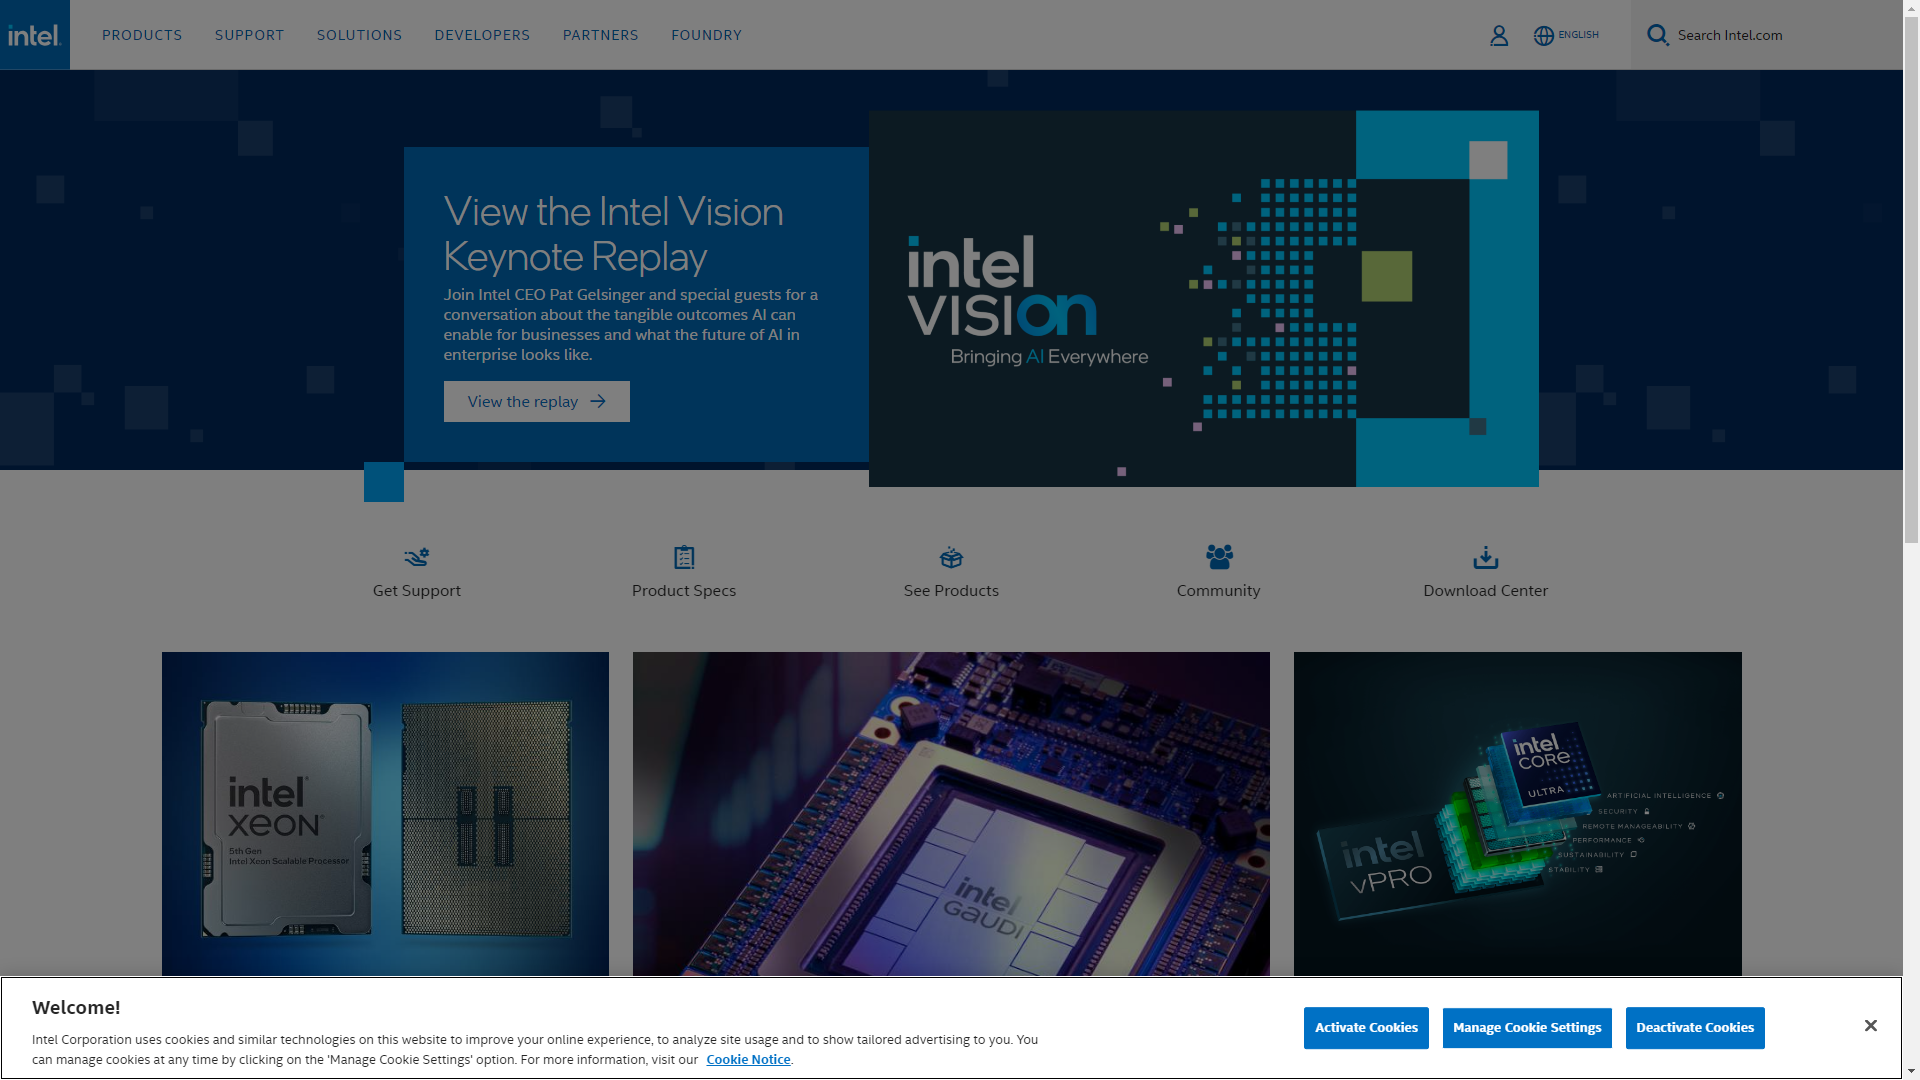 intel.
PRODUCTS
SUPPORT
SOLUTIONS
DEVELOPERS
PARTNERS
FOUNDRY
ENGLISH
Search Intel.com
View the Intel Vision
Keynote Replay
Join Intel CEO Pat Gelsinger and special guests for a
conversation about the tangible outcomes AI can
enable for businesses and what the future of AI in
enterprise looks like.
View the replay
intel
VISION
Bringing AI Everywhere
Get Support
Product Specs
See Products
Community
Download Center
intel
xeon
5th Gen
Intel Xeon Scalable Processor
intel
GAUDI
intel
CORE
ULTRA
ARTIFICIAL INTELLIGENCE
SECURITY
REMOTE MANAGEABILITY
PERFORMANCE
SUSTAINABILITY
STABILITY
intel
vPRO
Welcome!
Intel Corporation uses cookies and similar technologies on this website to improve your online experience, to analyze site usage and to show tailored advertising to you. You
can manage cookies at any time by clicking on the 'Manage Cookie Settings' option. For more information, visit our Cookie Notice.
Activate Cookies
Manage Cookie Settings
Deactivate Cookies